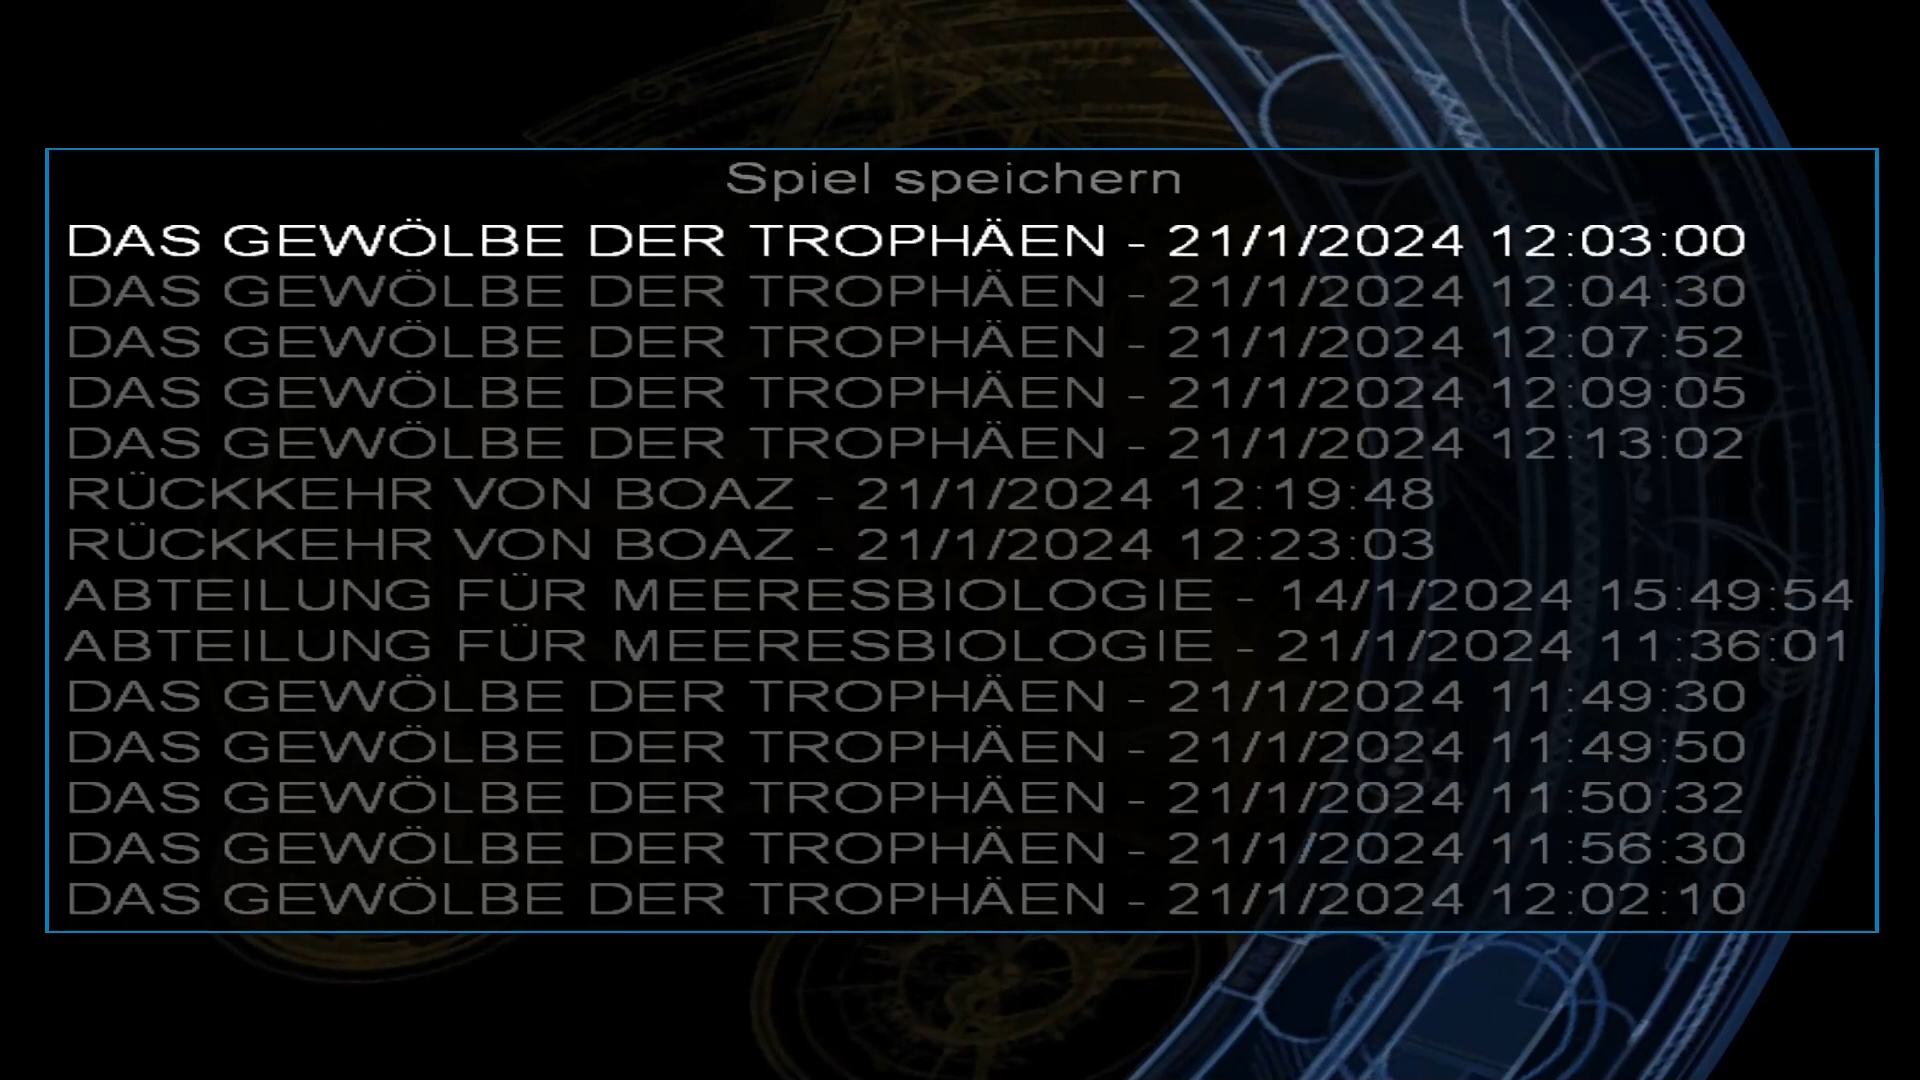 Spiel speichern
DAS GEWÖLBE DER TROPHÄEN - 21/1/2024 12:03:00
DAS GEWÖLBE DER TROPHÄEN - 21/1/2024 12:04:30
DAS GEWÖLBE DER TROPHÄEN - 21/1/2024 12:07:52
DAS GEWÖLBE DER TROPHÄEN - 21/1/2024 12:09:05
DAS GEWÖLBE DER TROPHÄEN - 21/1/2024 12:13:02
RÜCKKEHR VON BOAZ - 21/1/2024 12:19:48
RÜCKKEHR VON BOAZ - 21/1/2024 12:23:03
ABTEILUNG FÜR MEERESBIOLOGIE - 14/1/2024 15:49:54
ABTEILUNG FÜR MEERESBIOLOGIE - 21/1/2024 11:36:01
DAS GEWÖLBE DER TROPHÄEN - 21/1/2024 11:49:30
DAS GEWÖLBE DER TROPHÄEN - 21/1/2024 11:49:50
DAS GEWÖLBE DER TROPHÄEN - 21/1/2024 11:50:32
DAS GEWÖLBE DER TROPHÄEN - 21/1/2024 11:56:30
DAS GEWÖLBE DER TROPHÄEN - 21/1/2024 12:02:10